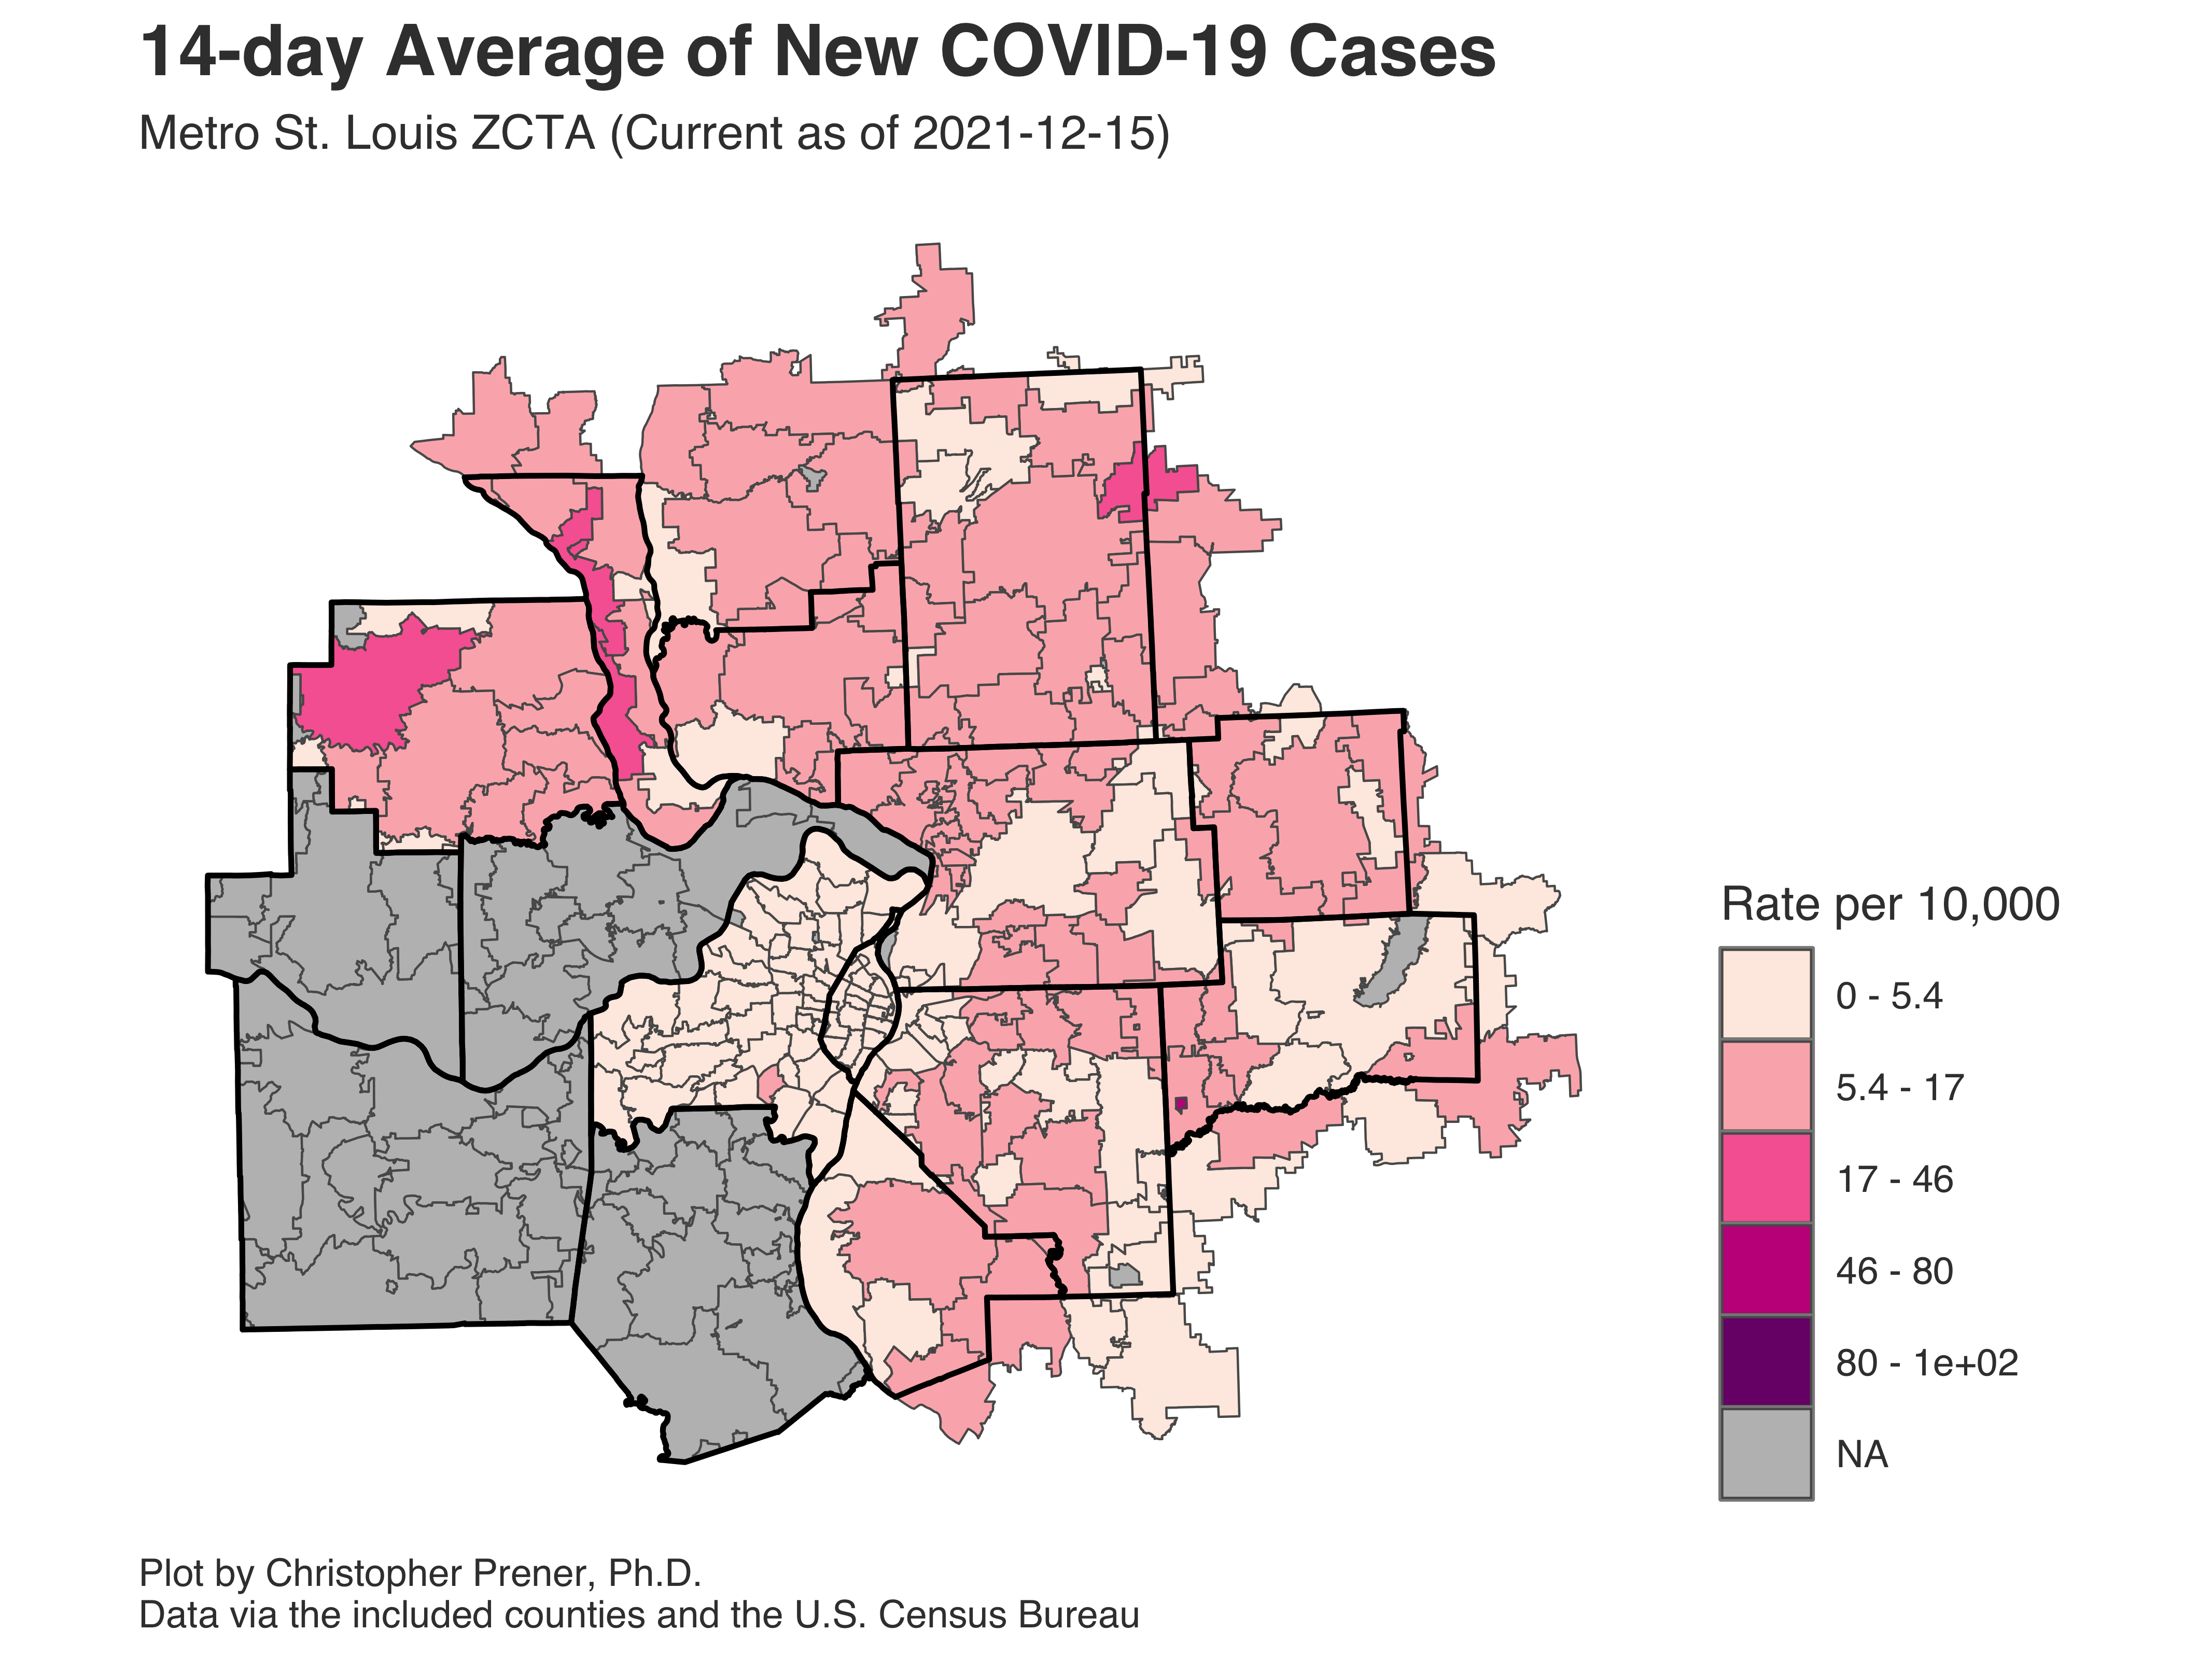 14-day Average of New COVID-19 Cases
Metro St. Louis ZCTA (Current as of 2021-12-15)
Rate per 10,000
0 - 5.4
5.4 - 17
17 - 46
46 - 80
80 - 1e+02
NA
Plot by Christopher Prener, Ph.D.
Data via the included counties and the U.S. Census Bureau